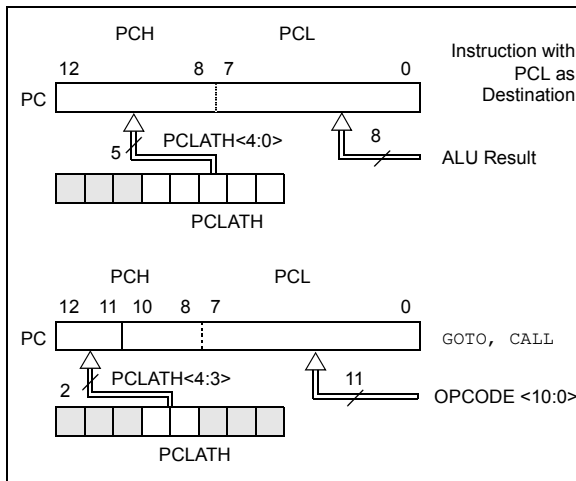 PCH PCL
12 8 7 0
Instruction with
PCL as
Destination
PC
5 PCLATH<4:0> 8
ALU Result
PCLATH
PCH PCL
12 11 10 8 7 0
PC GOTO, CALL
2 PCLATH<4:3> 11
OPCODE <10:0>
PCLATH